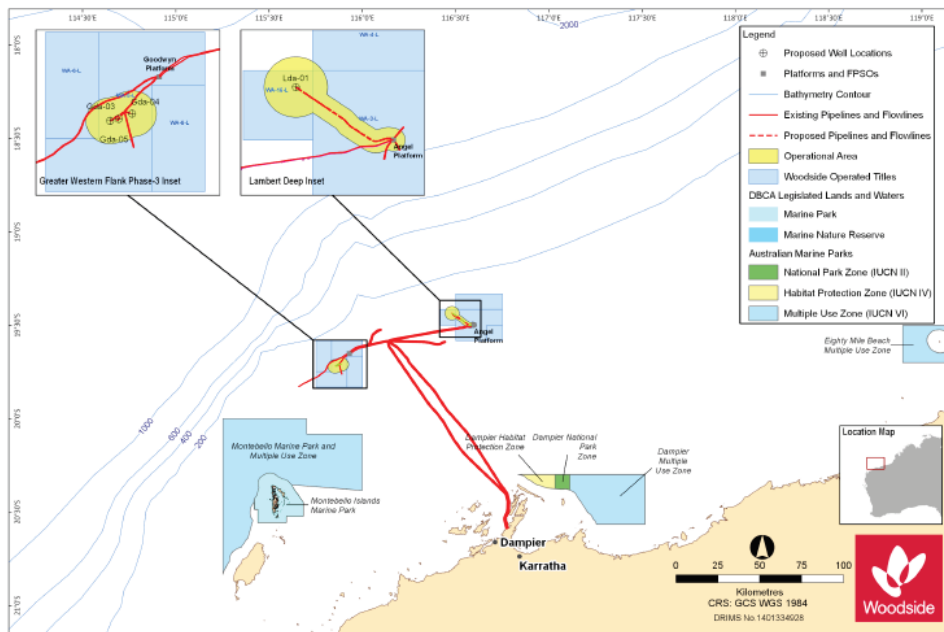 114°30'E
115°0'E
115°30'E
116°0'E
116°30'E
117°0'E
117°30'E
118°0'E
118°30'E
119°0'
2000
18°0'S
18°30'S
19°0'S
19°30'S
20°0'S
20°30'S
21°0'S
WA-6-L
Goodwyn
Platform
Gda-03
Gda-04
Gda-05
WA-6-L
Greater Western Flank Phase-3 Inset
WA-4-L
Lda-01
WA-16-L
WA-3-L
Angel
Platform
Lambert Deep Inset
Legend
Proposed Well Locations
Platforms and FPSOs
Bathymetry Contour
Existing Pipelines and Flowlines
Proposed Pipelines and Flowlines
Operational Area
Woodside Operated Titles
DBCA Legislated Lands and Waters
Marine Park
Marine Nature Reserve
Australian Marine Parks
National Park Zone (IUCN II)
Habitat Protection Zone (IUCN IV)
Multiple Use Zone (IUCN VI)
Angel
Platform
Eighty Mile Beach
Multiple Use Zone
1000
600
400
200
Montebello Marine Park and
Multiple Use Zone
Montebello Islands
Marine Park
Dampier Habitat
Protection Zone
Dampier National
Park
Zone
Dampier
Multiple
Use Zone
Location Map
Dampier
Karratha
0 25 50 75 100
Kilometres
CRS: GCS WGS 1984
DRIMS No.1401334928
Woodside